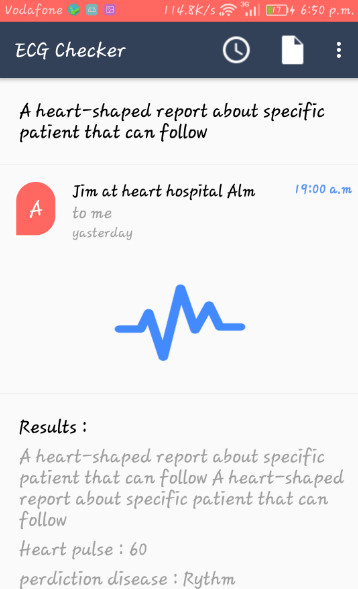 Vodafone 114.8K/s 3G 17 6:50 p.m.
ECG Checker
A heart-shaped report about specific
patient that can follow
A
Jim at heart hospital Alm
19:00 a.m
to me
yasterday
Results :
A heart-shaped report about specific
patient that can follow A heart-shaped
report about specific patient that can
follow
Heart pulse : 60
perdiction disease : Rythm